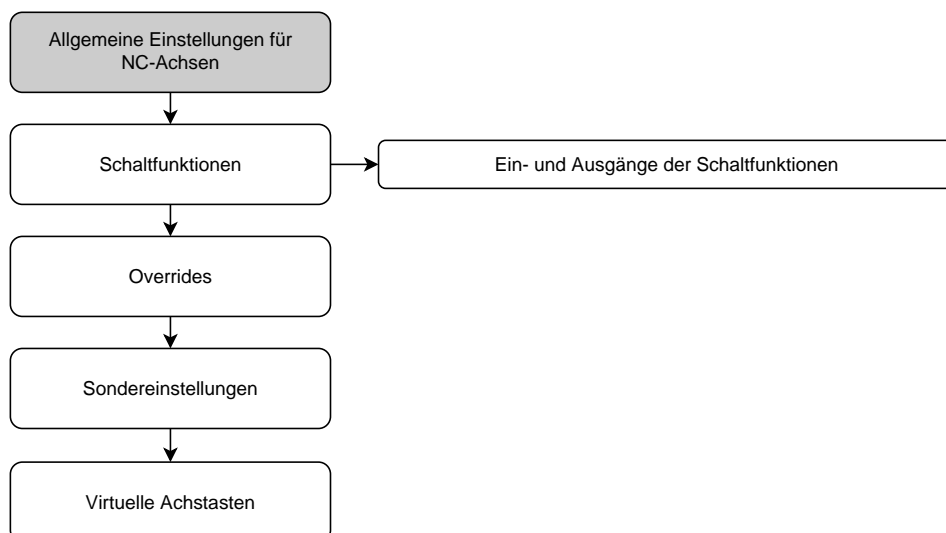 Allgemeine Einstellungen für
NC-Achsen
Schaltfunktionen
Ein- und Ausgänge der Schaltfunktionen
Overrides
Sondereinstellungen
Virtuelle Achstasten